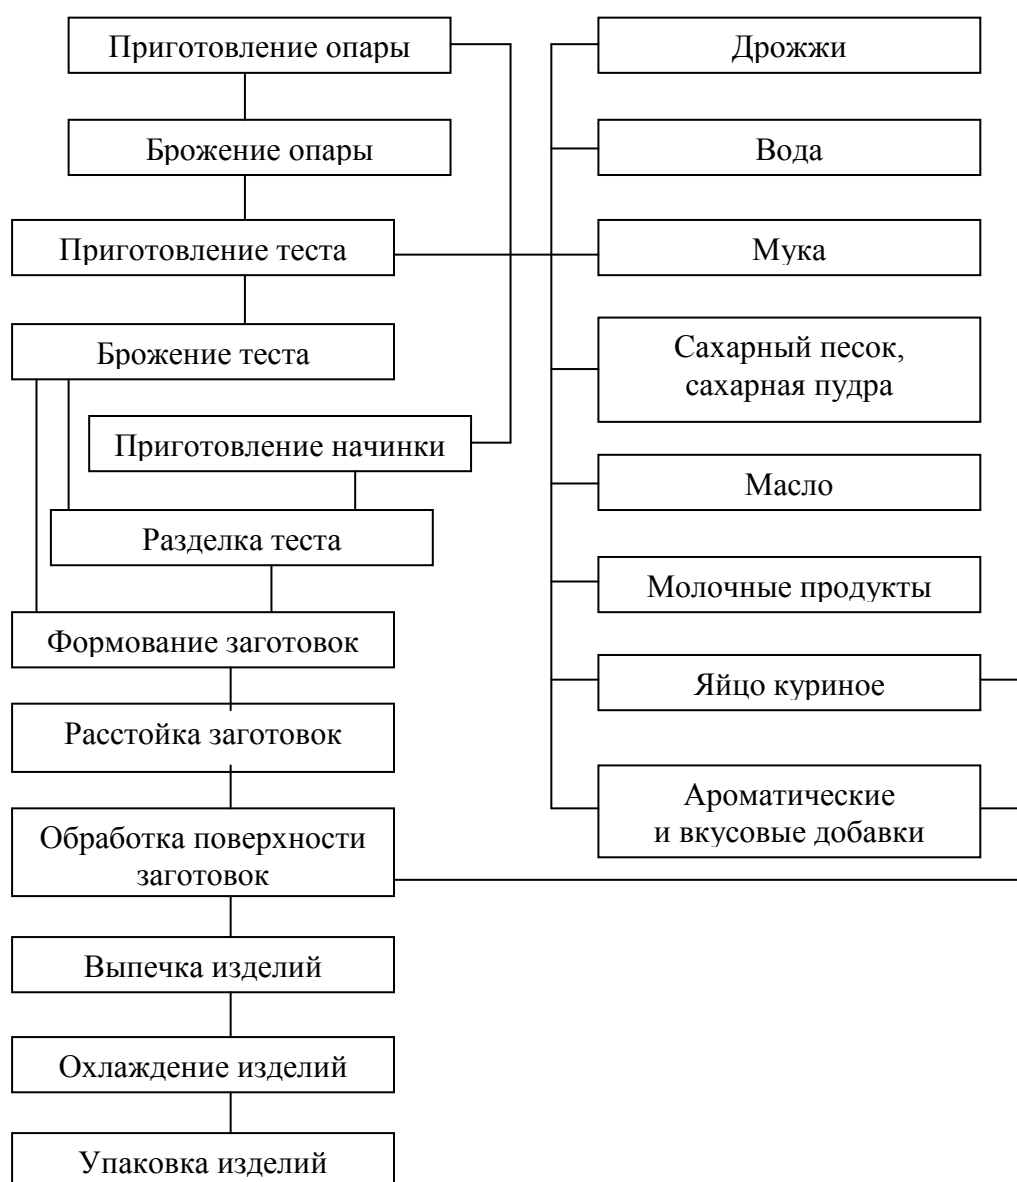 Приготовление опары
Дрожжи
Брожение опары
Вода
Приготовление теста
Мука
Брожение теста
Сахарный песок,
сахарная пудра
Приготовление начинки
Масло
Разделка теста
Молочные продукты
Формование заготовок
Яйцо куриное
Расстойка заготовок
Ароматические
и вкусовые добавки
Обработка поверхности
заготовок
Выпечка изделий
Охлаждение изделий
Упаковка изделий